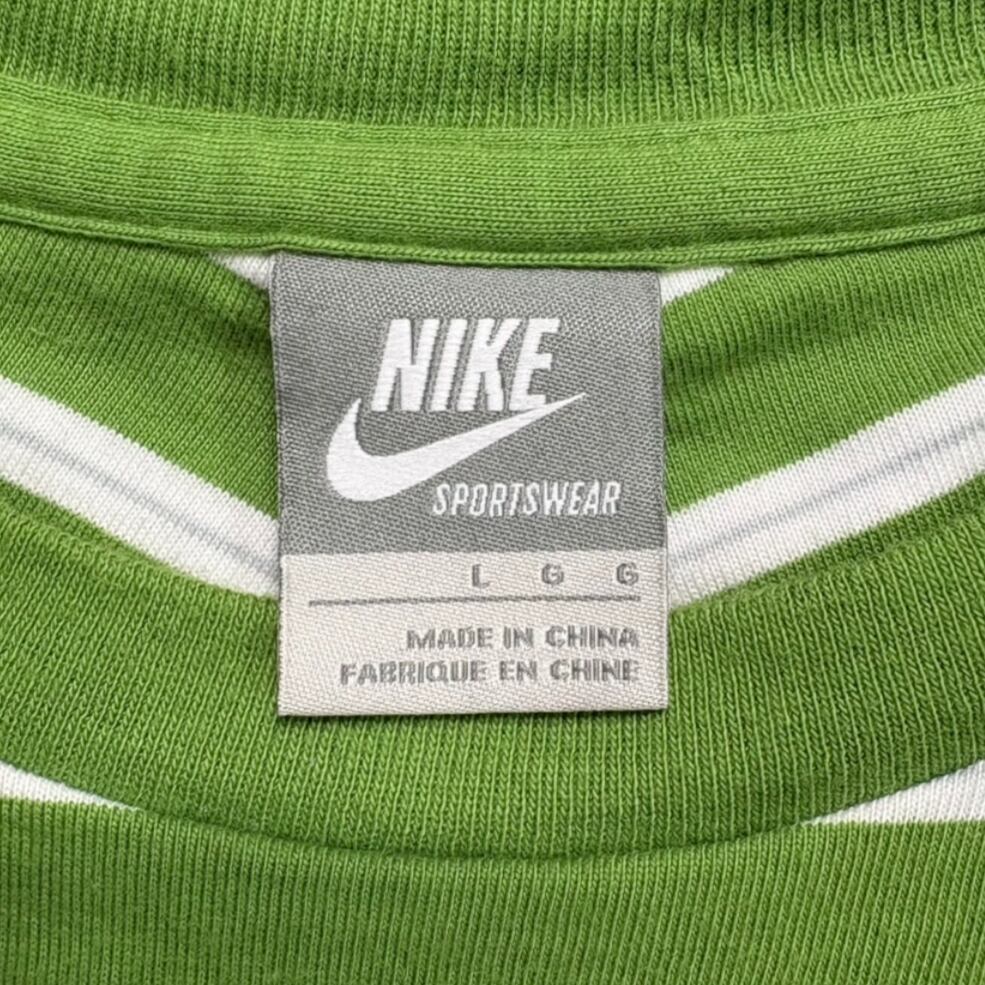 NIKE
SPORTSWEAR
L G G
MADE IN CHINA
FABRIQUE EN CHINE